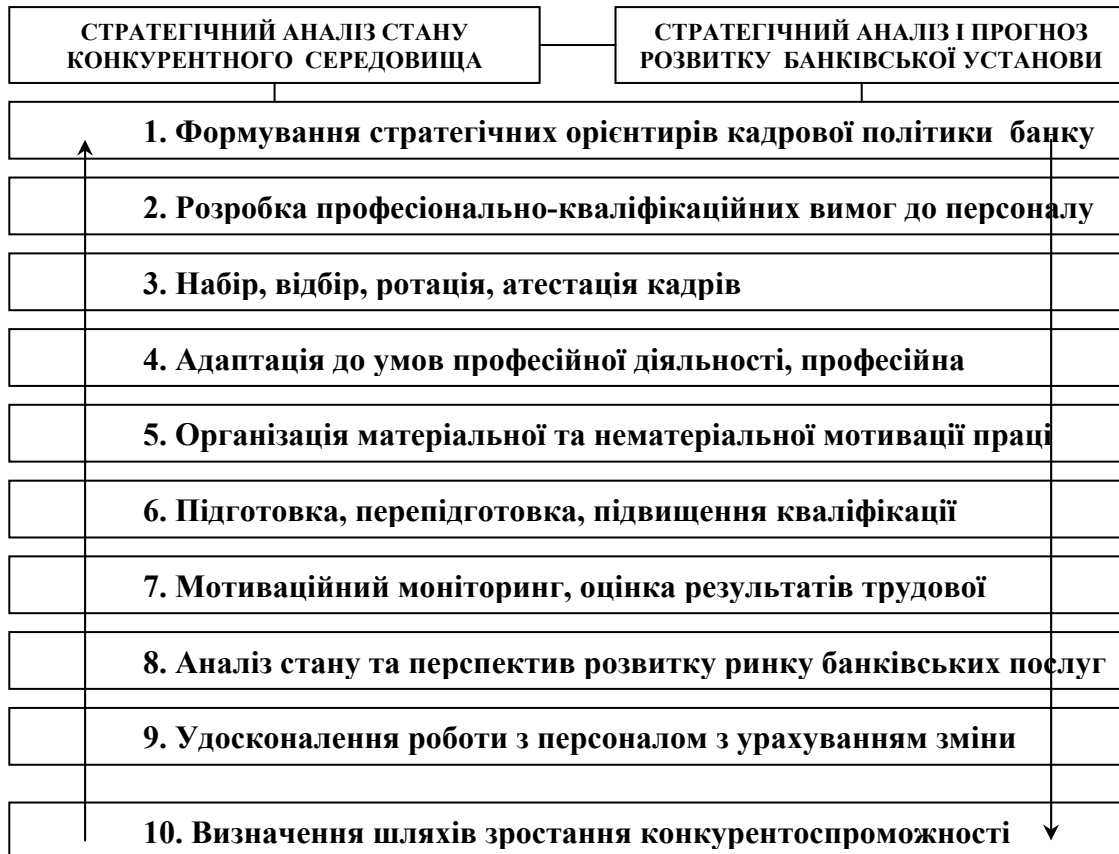 СТРАТЕГІЧНИЙ АНАЛІЗ СТАНУ
КОНКУРЕНТНОГО СЕРЕДОВИЩА
СТРАТЕГІЧНИЙ АНАЛІЗ І ПРОГНОЗ
РОЗВИТКУ БАНКІВСЬКОЇ УСТАНОВИ
1. Формування стратегічних орієнтирів кадрової політики банку
2. Розробка професіонально-кваліфікаційних вимог до персоналу
3. Набір, відбір, ротація, атестація кадрів
4. Адаптація до умов професійної діяльності, професійна
5. Організація матеріальної та нематеріальної мотивації праці
6. Підготовка, перепідготовка, підвищення кваліфікації
7. Мотиваційний моніторинг, оцінка результатів трудової
8. Аналіз стану та перспектив розвитку ринку банківських послуг
9. Удосконалення роботи з персоналом з урахуванням зміни
10. Визначення шляхів зростання конкурентоспроможності